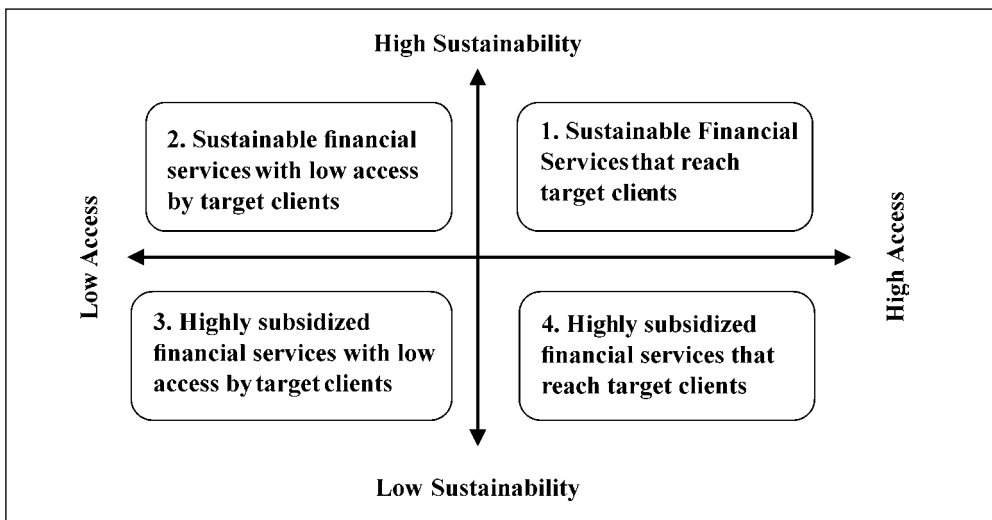 High Sustainability
2. Sustainable financial
services with low access
by target clients
1. Sustainable Financial
Services that reach
target clients
Low Access
High Access
3. Highly subsidized
financial services with low
access by target clients
4. Highly subsidized
financial services that
reach target clients
Low Sustainability